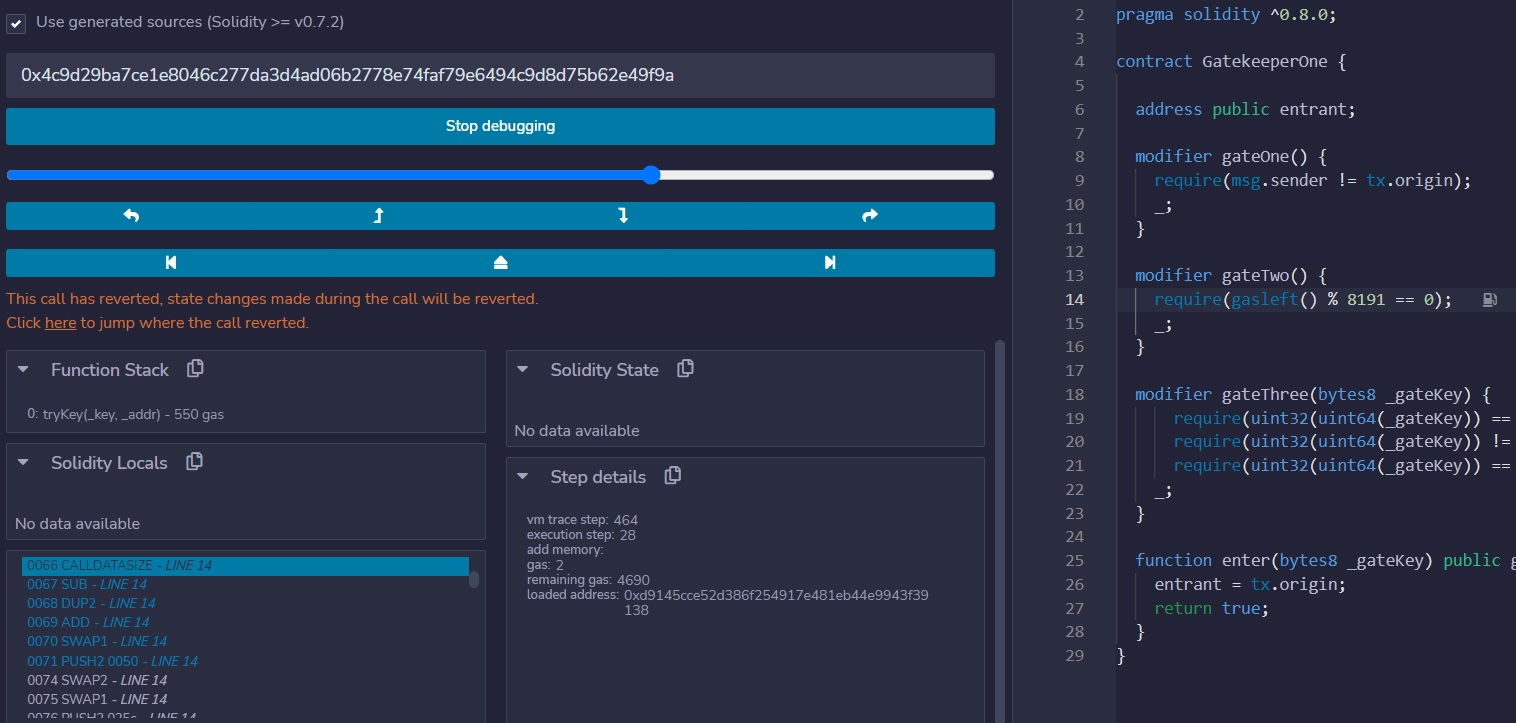 Use generated sources (Solidity >= v0.7.2)
0x4c9d29ba7ce1e8046c277da3d4ad06b2778e74faf79e6494c9d8d75b62e49f9a
Stop debugging
This call has reverted, state changes made during the call will be reverted.
Click here to jump where the call reverted.
Function Stack
0: tryKey(_key, _addr) - 550 gas
Solidity Locals
No data available
0066 CALLDATASIZE - LINE 14
0067 SUB - LINE 14
0068 DUP2 - LINE 14
0069 ADD - LINE 14
0070 SWAP1 - LINE 14
0071 PUSH2 0050 - LINE 14
0074 SWAP2 - LINE 14
0075 SWAP1 - LINE 14
0076 PUSH2 025c - LINE 14
Solidity State
No data available
Step details
vm trace step: 464
execution step: 28
add memory:
gas: 2
remaining gas: 4690
loaded address: 0xd9145cce52d386f254917e481eb44e9943f39
138
2 pragma solidity ^0.8.0;
3
4 contract GatekeeperOne {
5
6 address public entrant;
7
8 modifier gateOne() {
9 require(msg.sender != tx.origin);
10 _;
11 }
12
13 modifier gateTwo() {
14 require(gasleft() % 8191 == 0);
15 _;
16 }
17
18 modifier gateThree(bytes8 _gateKey) {
19 require(uint32(uint64(_gateKey)) ==
20 require(uint32(uint64(_gateKey)) !=
21 require(uint32(uint64(_gateKey)) ==
22 _;
23 }
24
25 function enter(bytes8 _gateKey) public g
26 entrant = tx.origin;
27 return true;
28 }
29 }